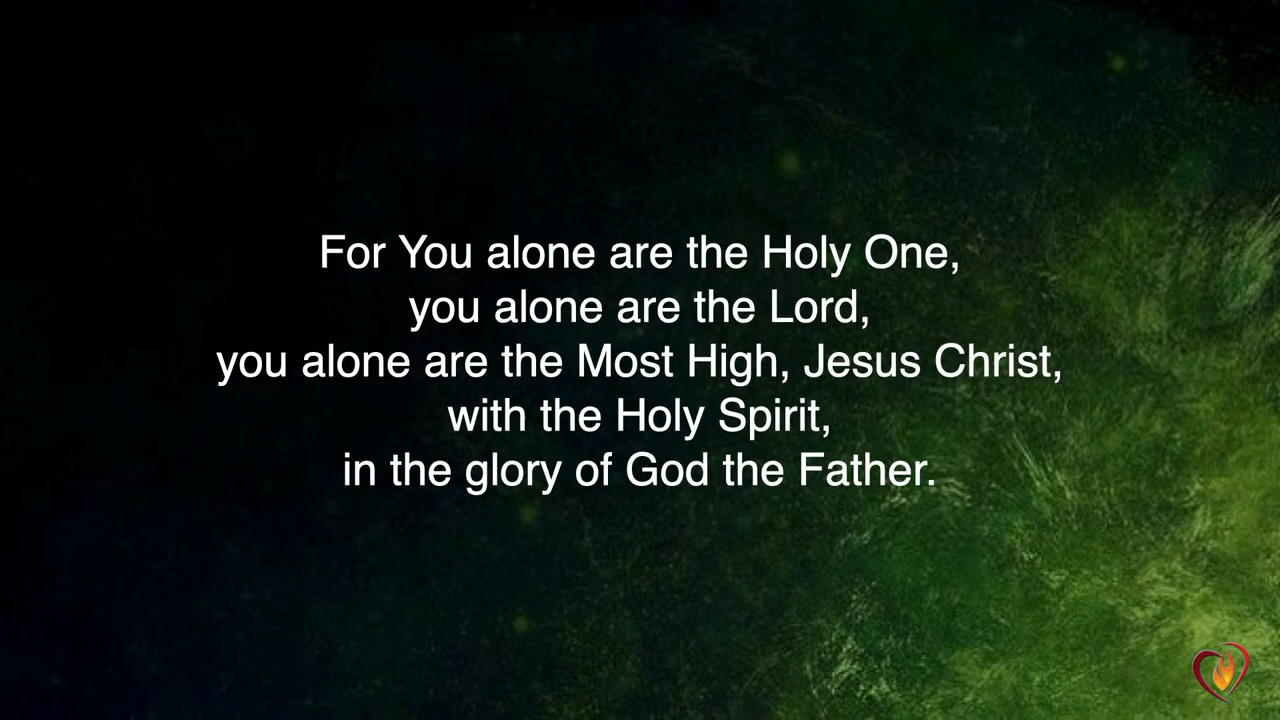 For You alone are the Holy One,
you alone are the Lord,
you alone are the Most High, Jesus Christ,
with the Holy Spirit,
in the glory of God the Father.